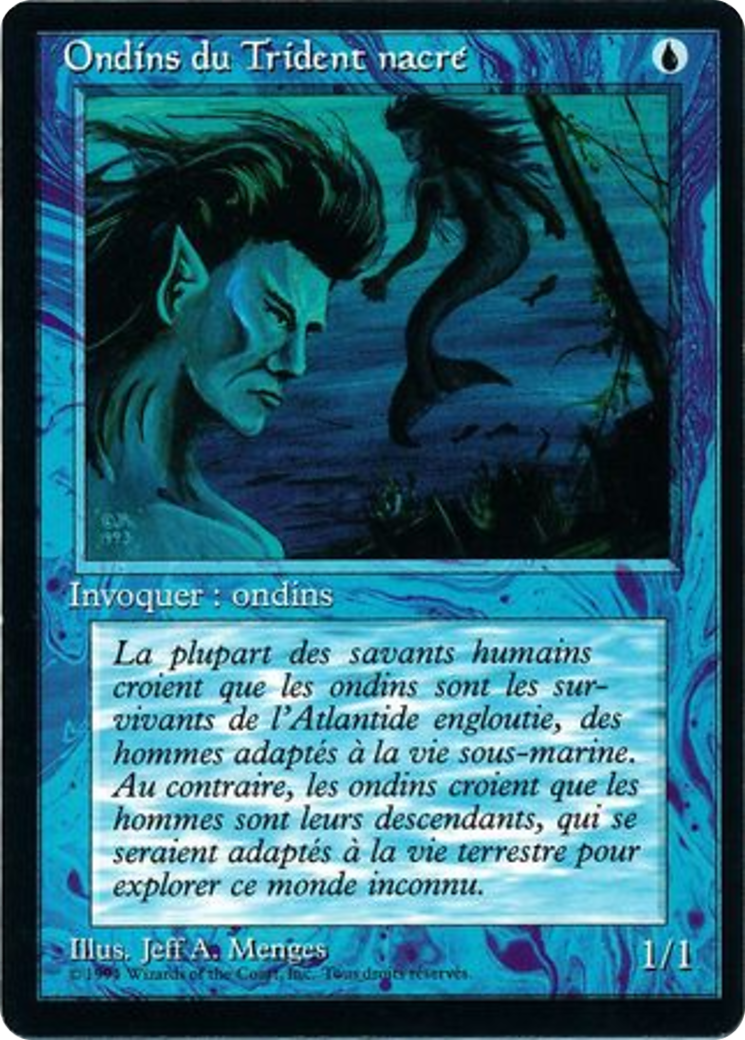 Ondins du Trident nacré
©JM
1993
Invoquer : ondins
La plupart des savants humains
croient que les ondins sont les sur-
vivants de l'Atlantide engloutie, des
hommes adaptés à la vie sous-marine.
Au contraire, les ondins croient que les
hommes sont leurs descendants, qui se
seraient adaptés à la vie terrestre pour
explorer ce monde inconnu.
Illus. Jeff A. Menges
1/1
© 1994 Wizards of the Coast, Inc. Tous droits réservés.